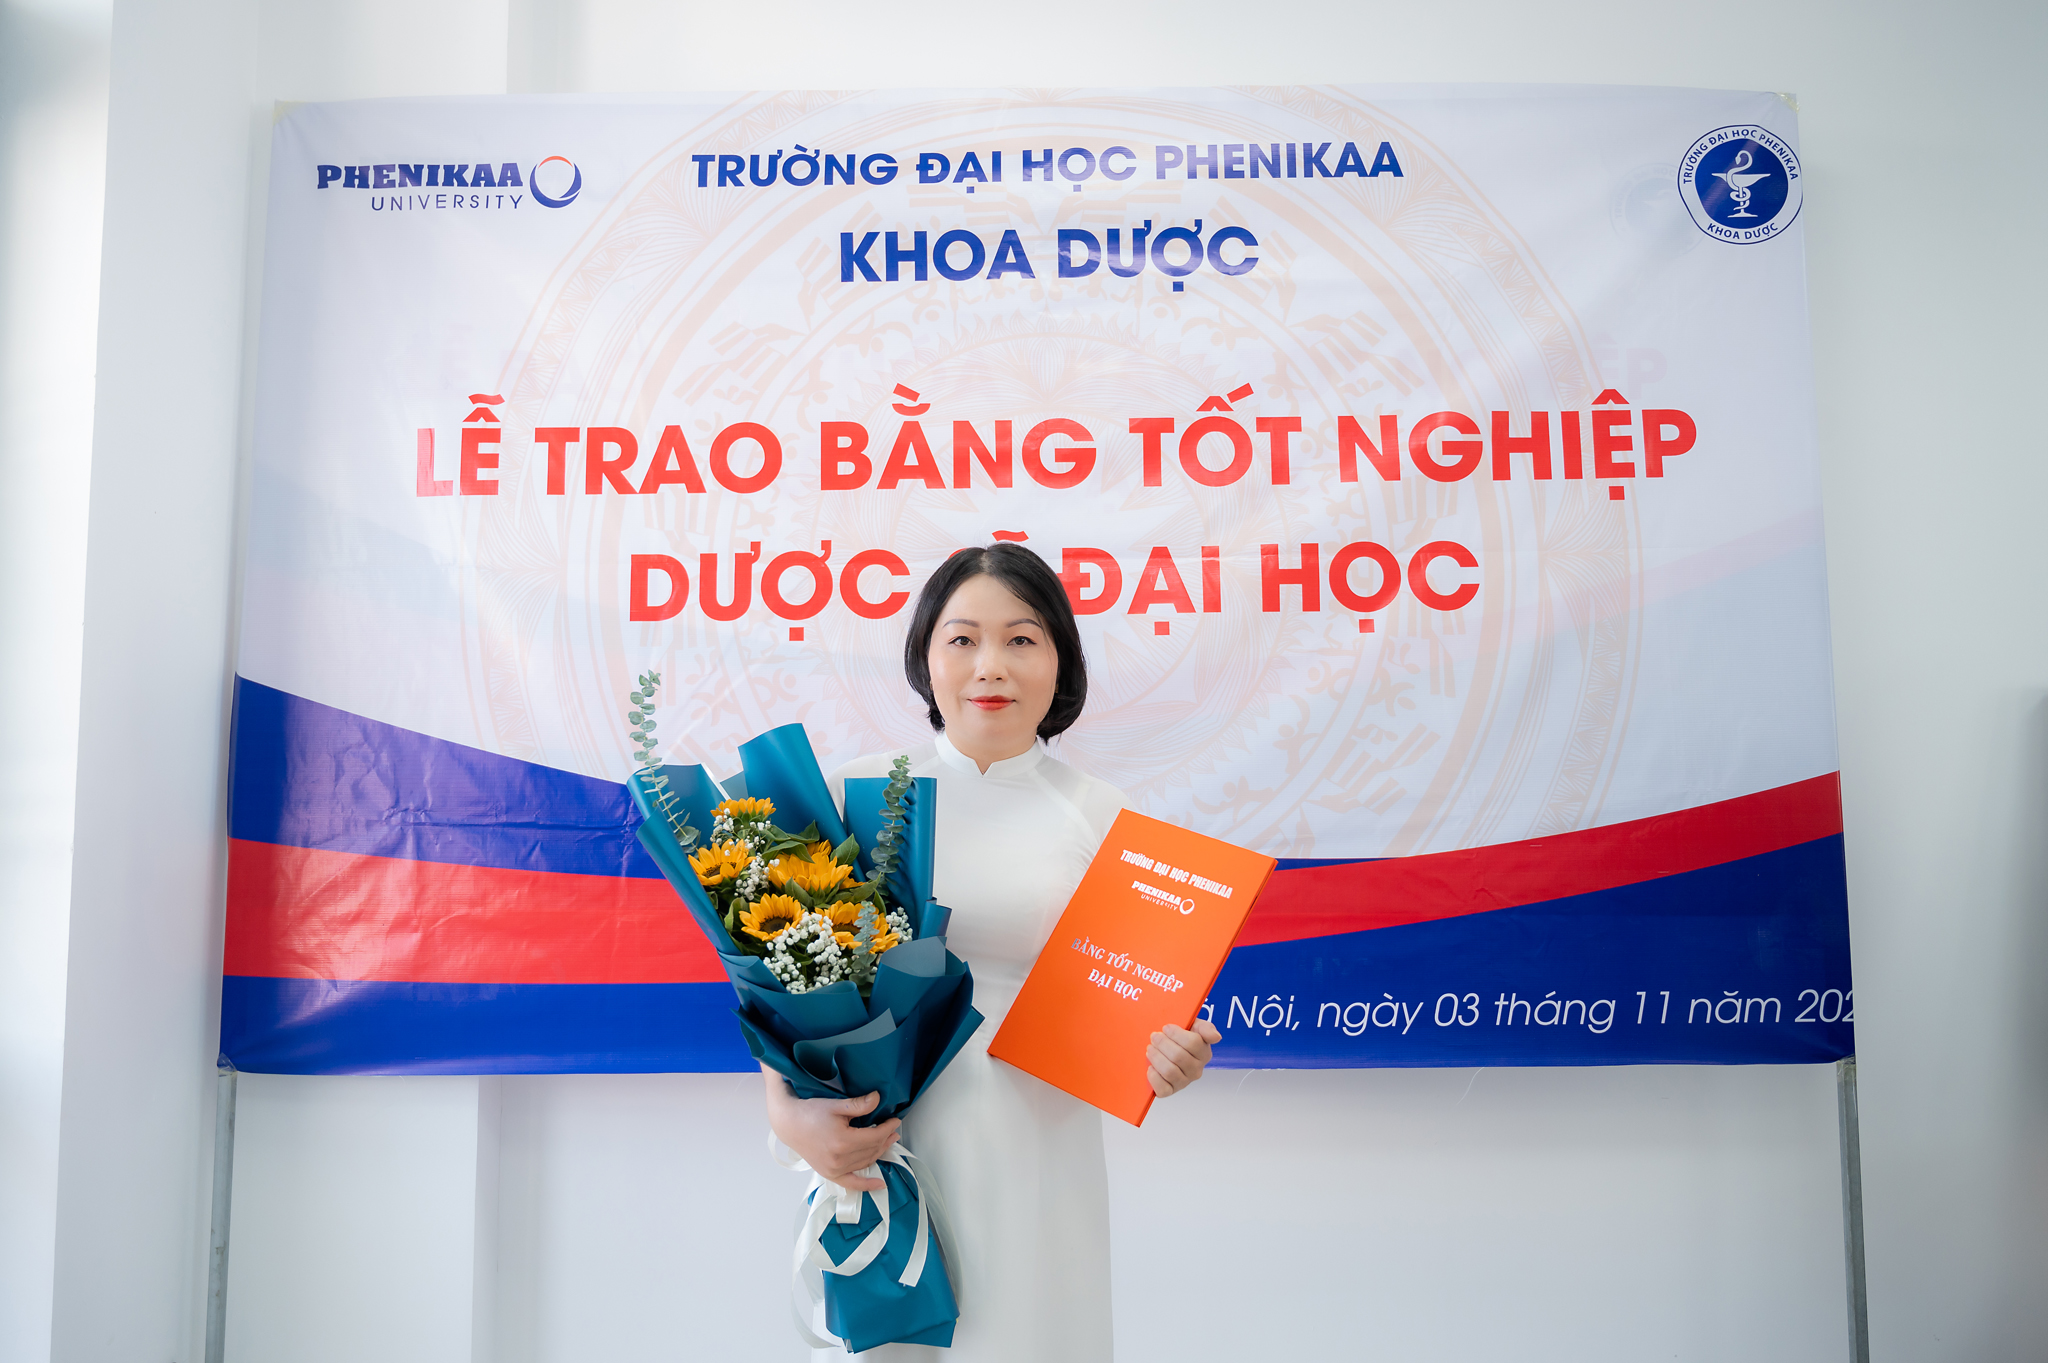 PHENIKAA
UNIVERSITY
TRƯỜNG ĐẠI HỌC PHENIKAA
KHOA DƯỢC
TRƯỜNG ĐẠI HỌC PHENIKAA
KHOA DƯỢC
LỄ TRAO BẰNG TỐT NGHIỆP
DƯỢC ĐẠI HỌC
TRƯỜNG ĐẠI HỌC PHENIKAA
PHENIKAA
UNIVERSITY
BẰNG TỐT NGHIỆP
ĐẠI HỌC
Nội, ngày 03 tháng 11 năm 202